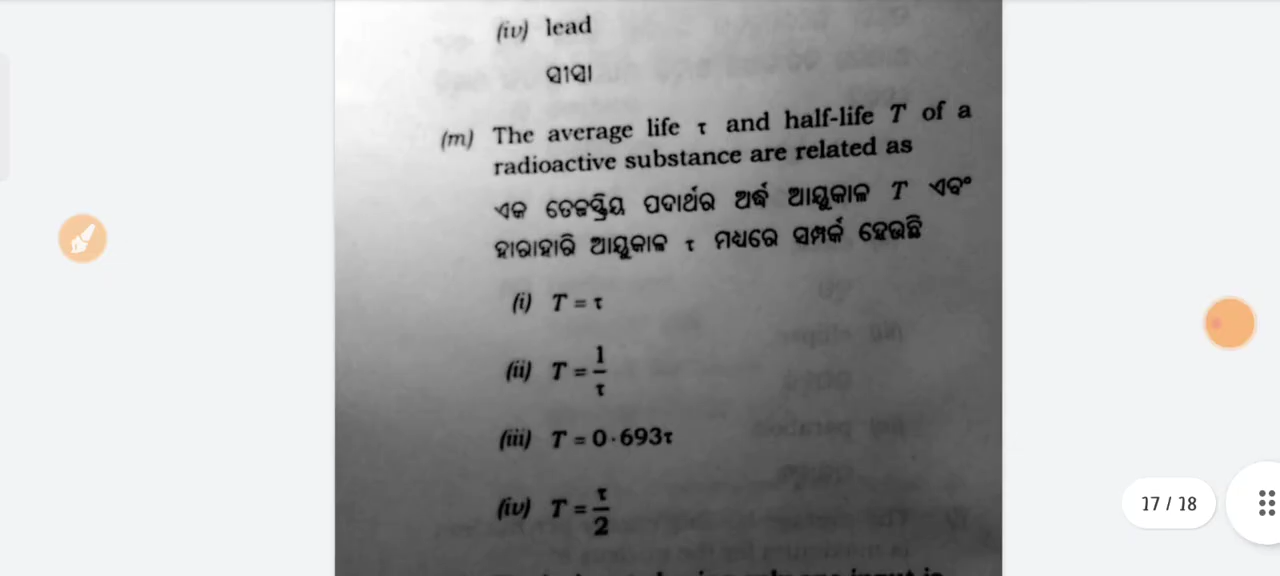 (iv) lead
ସୀସା
(m) The average life τ and half-life T of a
radioactive substance are related as
ଏକ ତେଜସ୍କ୍ରିୟ ପଦାର୍ଥର ଅର୍ଦ୍ଧ ଆୟୁକାଳ T ଏବଂ
ହାରାହାରି ଆୟୁକାଳ τ ମଧ୍ୟରେ ସମ୍ପର୍କ ହେଉଛି
(i) T = τ
(ii) T = 1/τ
(iii) T = 0·693τ
(iv) T = τ/2
17 / 18